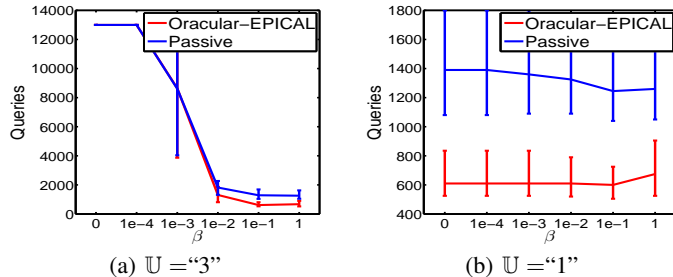 14000
12000
10000
8000
6000
4000
2000
0
Queries
Oracular-EPICAL
Passive
0 1e-4 1e-3 1e-2 1e-1 1
β
(a) 𝕌 =“3”
1800
1600
1400
1200
1000
800
600
400
Queries
Oracular-EPICAL
Passive
0 1e-4 1e-3 1e-2 1e-1 1
β
(b) 𝕌 =“1”